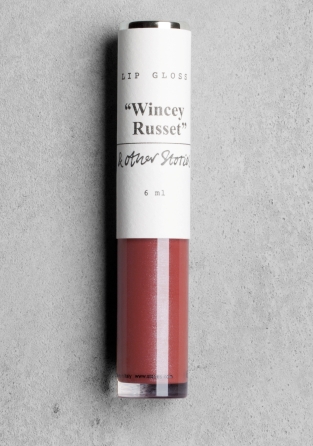 LIP GLOSS
“Wincey
Russet”
& other Stories
6 ml